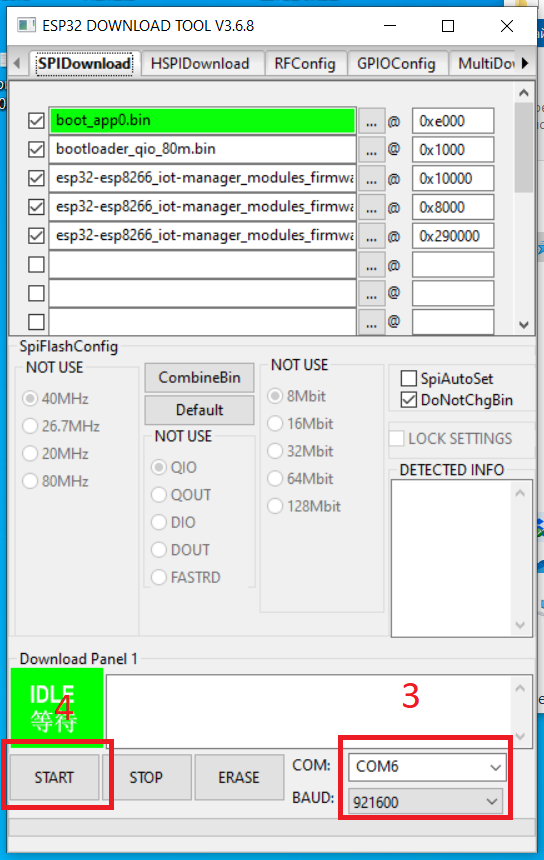 ESP32 DOWNLOAD TOOL V3.6.8
SPIDownload HSPIDownload RFConfig GPIOConfig MultiDow
boot_app0.bin ... @ 0xe000
bootloader_qio_80m.bin ... @ 0x1000
esp32-esp8266_iot-manager_modules_firmwa ... @ 0x10000
esp32-esp8266_iot-manager_modules_firmwa ... @ 0x8000
esp32-esp8266_iot-manager_modules_firmwa ... @ 0x290000
... @
... @
... @
SpiFlashConfig
NOT USE
40MHz
26.7MHz
20MHz
80MHz
CombineBin
Default
NOT USE
QIO
QOUT
DIO
DOUT
FASTRD
NOT USE
8Mbit
16Mbit
32Mbit
64Mbit
128Mbit
SpiAutoSet
DoNotChgBin
LOCK SETTINGS
DETECTED INFO
Download Panel 1
IDLE
等待
4
3
START STOP ERASE
COM: COM6
BAUD: 921600